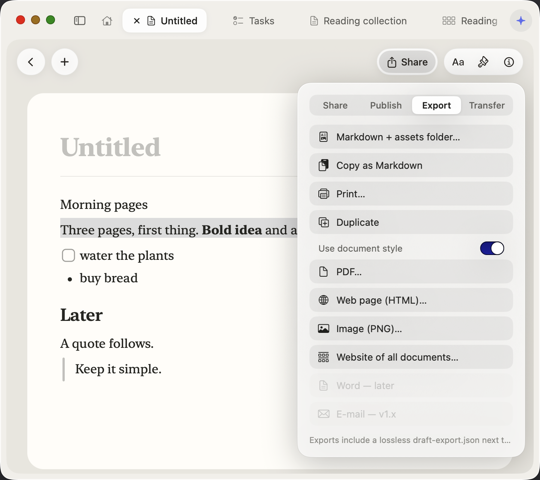 Untitled
Tasks
Reading collection
Reading
Share
Aa
Untitled
Morning pages
Three pages, first thing. Bold idea and a
water the plants
• buy bread
Later
A quote follows.
Keep it simple.
Share Publish Export Transfer
Markdown + assets folder...
Copy as Markdown
Print...
Duplicate
Use document style
PDF...
Web page (HTML)...
Image (PNG)...
Website of all documents...
Word — later
E-mail — v1.x
Exports include a lossless draft-export.json next t...